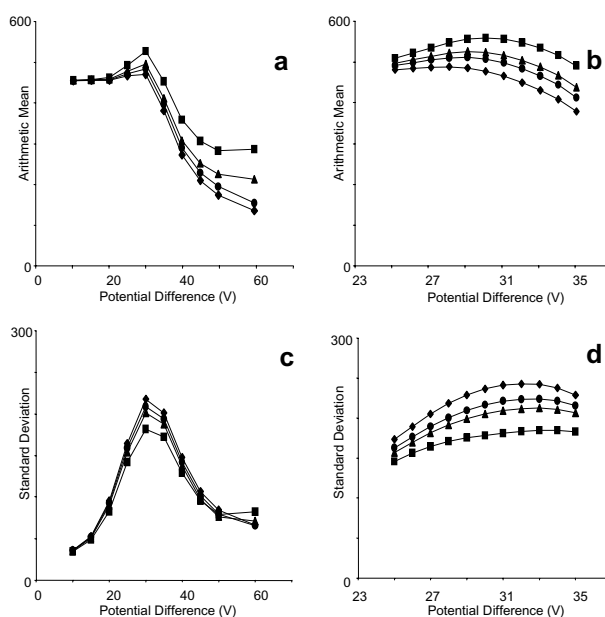 600
a
Arithmetic Mean
0
0 20 40 60
Potential Difference (V)
600
b
Arithmetic Mean
0
23 27 31 35
Potential Difference (V)
300
c
Standard Deviation
0
0 20 40 60
Potential Difference (V)
300
d
Standard Deviation
0
23 27 31 35
Potential Difference (V)